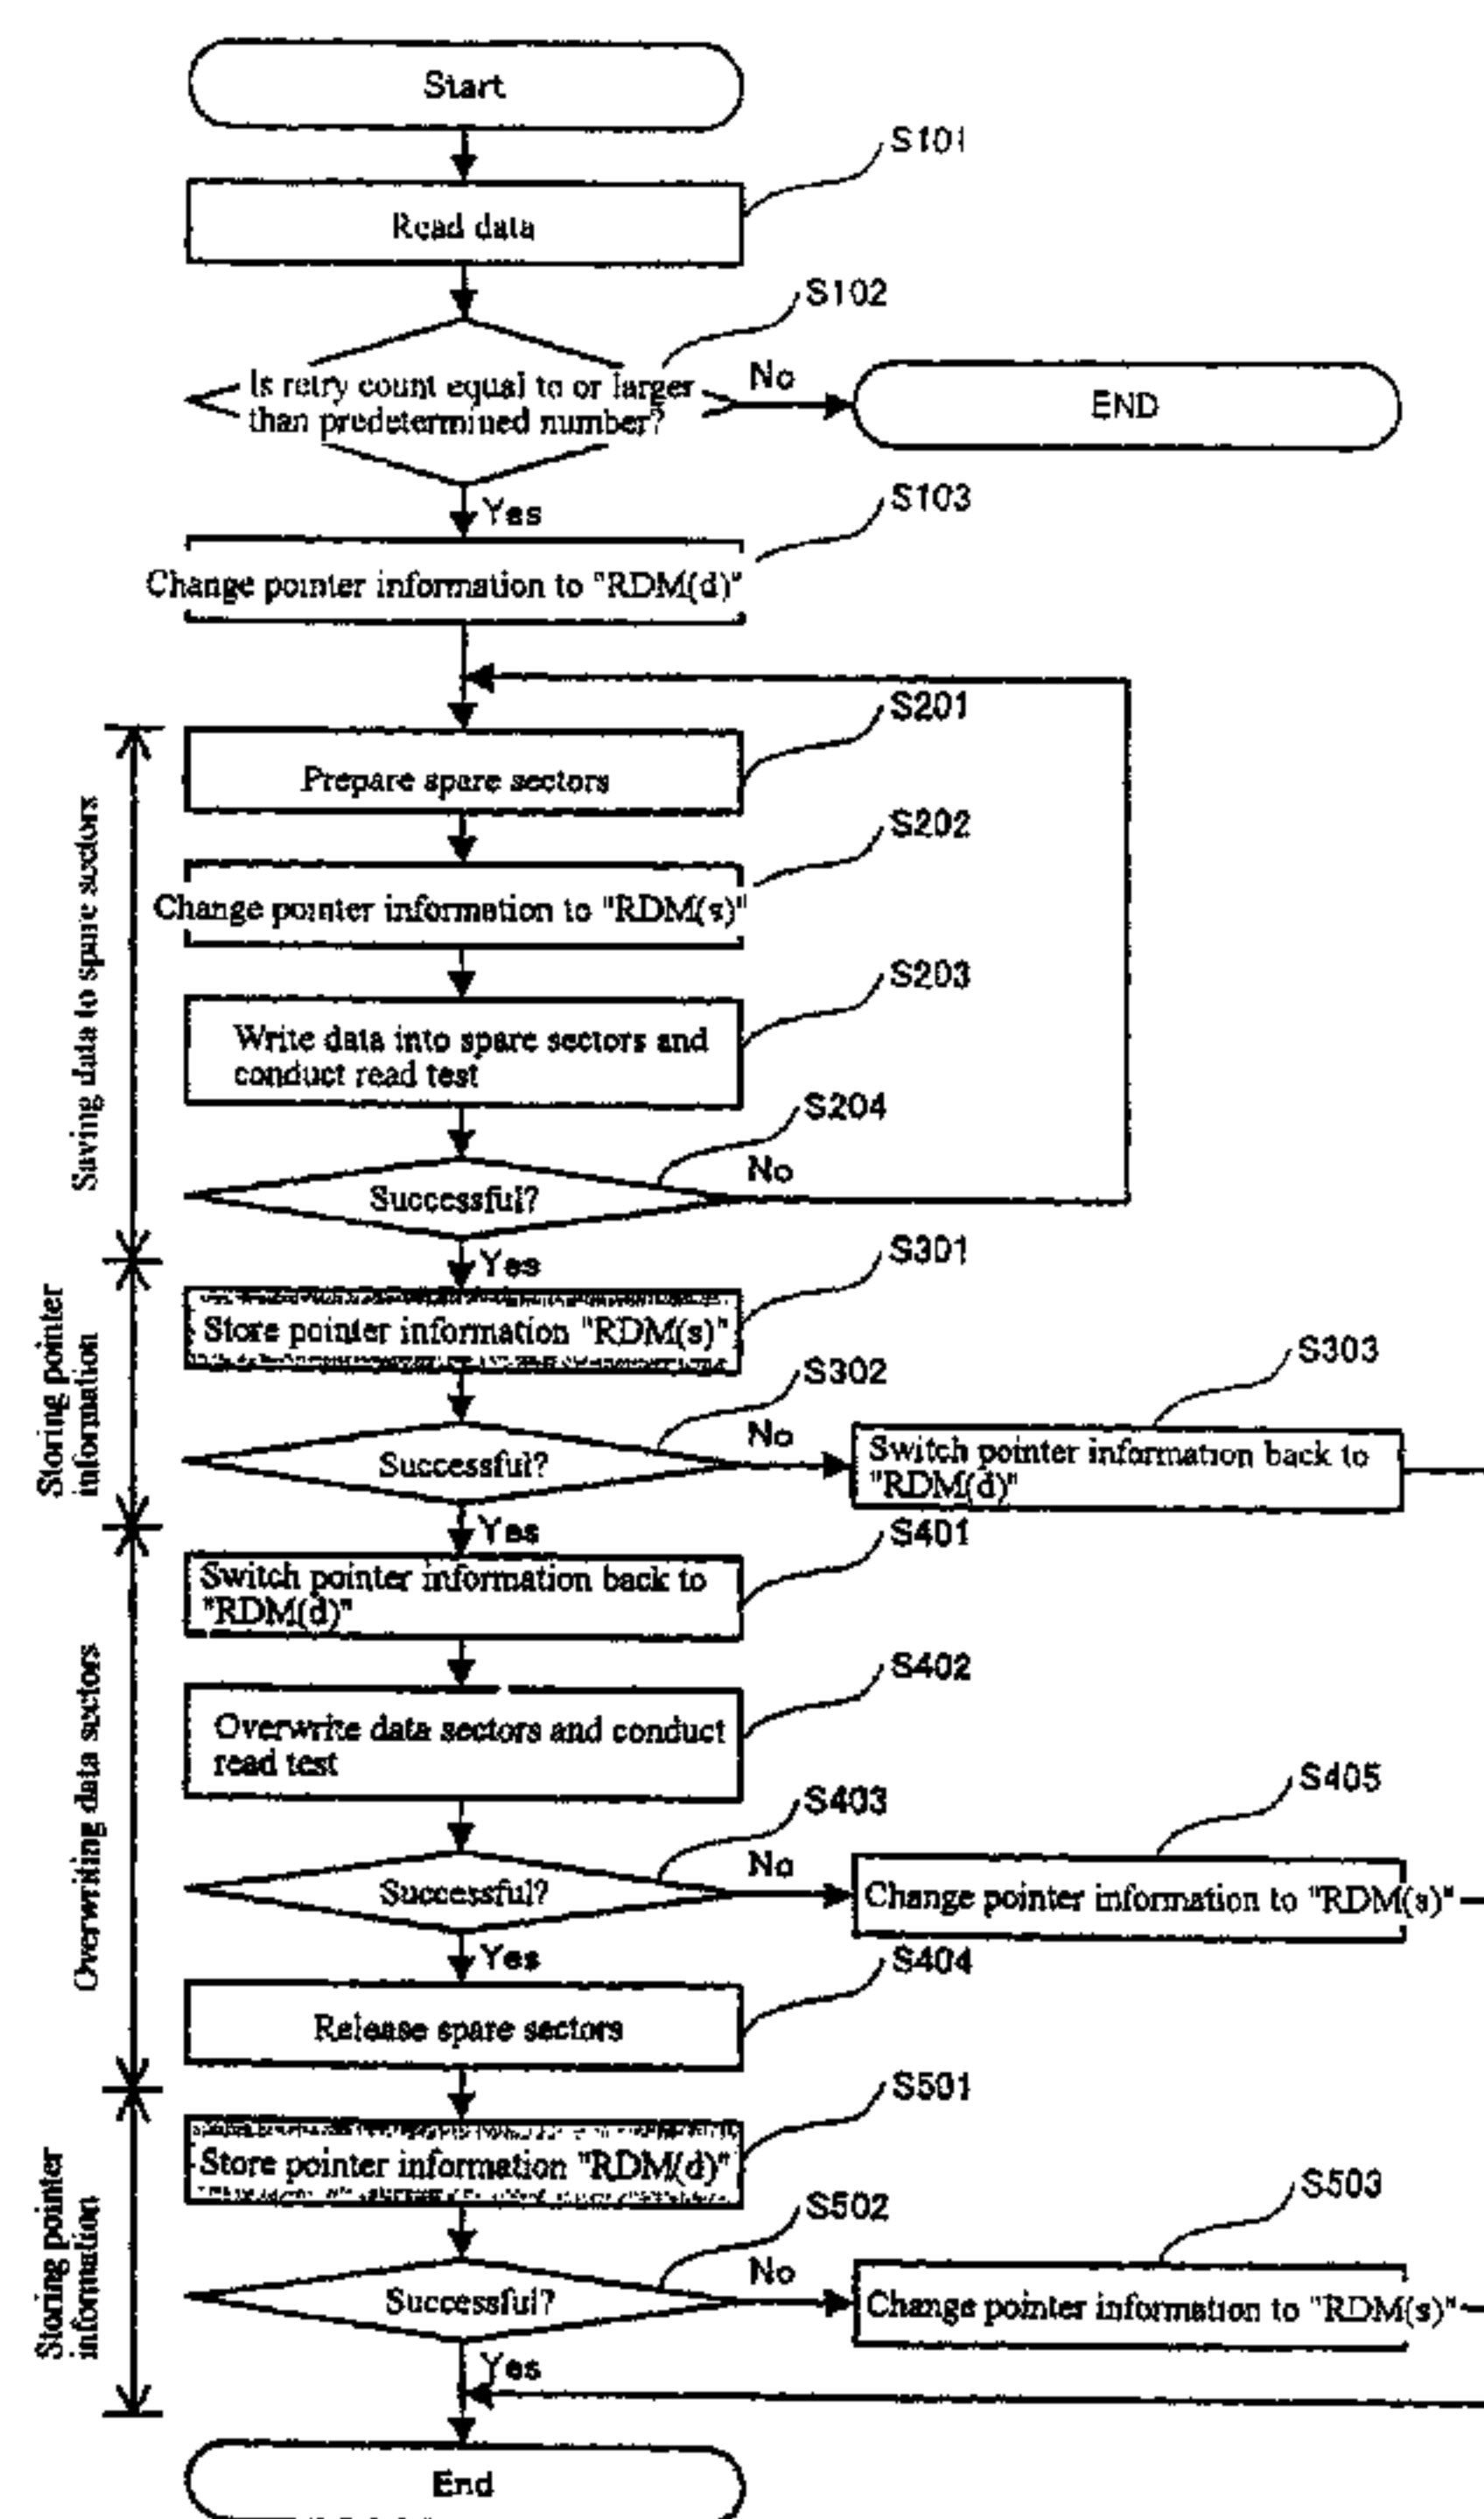 Start
S101
Read data
S102
Is retry count equal to or larger
than predetermined number?
No
END
Yes
S103
Change pointer information to "RDM(d)"
S201
Prepare spare sectors
S202
Change pointer information to "RDM(s)"
S203
Write data into spare sectors and
conduct read test
S204
Successful?
No
Yes
Saving data to spare sectors
S301
Store pointer information "RDM(s)"
S302
Successful?
No
S303
Switch pointer information back to
"RDM(d)"
Yes
Storing pointer
information
S401
Switch pointer information back to
"RDM(d)"
S402
Overwrite data sectors and conduct
read test
S403
Successful?
No
S405
Change pointer information to "RDM(s)"
Yes
S404
Release spare sectors
Overwriting data sectors
S501
Store pointer information "RDM(d)"
S502
Successful?
No
S503
Change pointer information to "RDM(s)"
Yes
Storing pointer
information
End